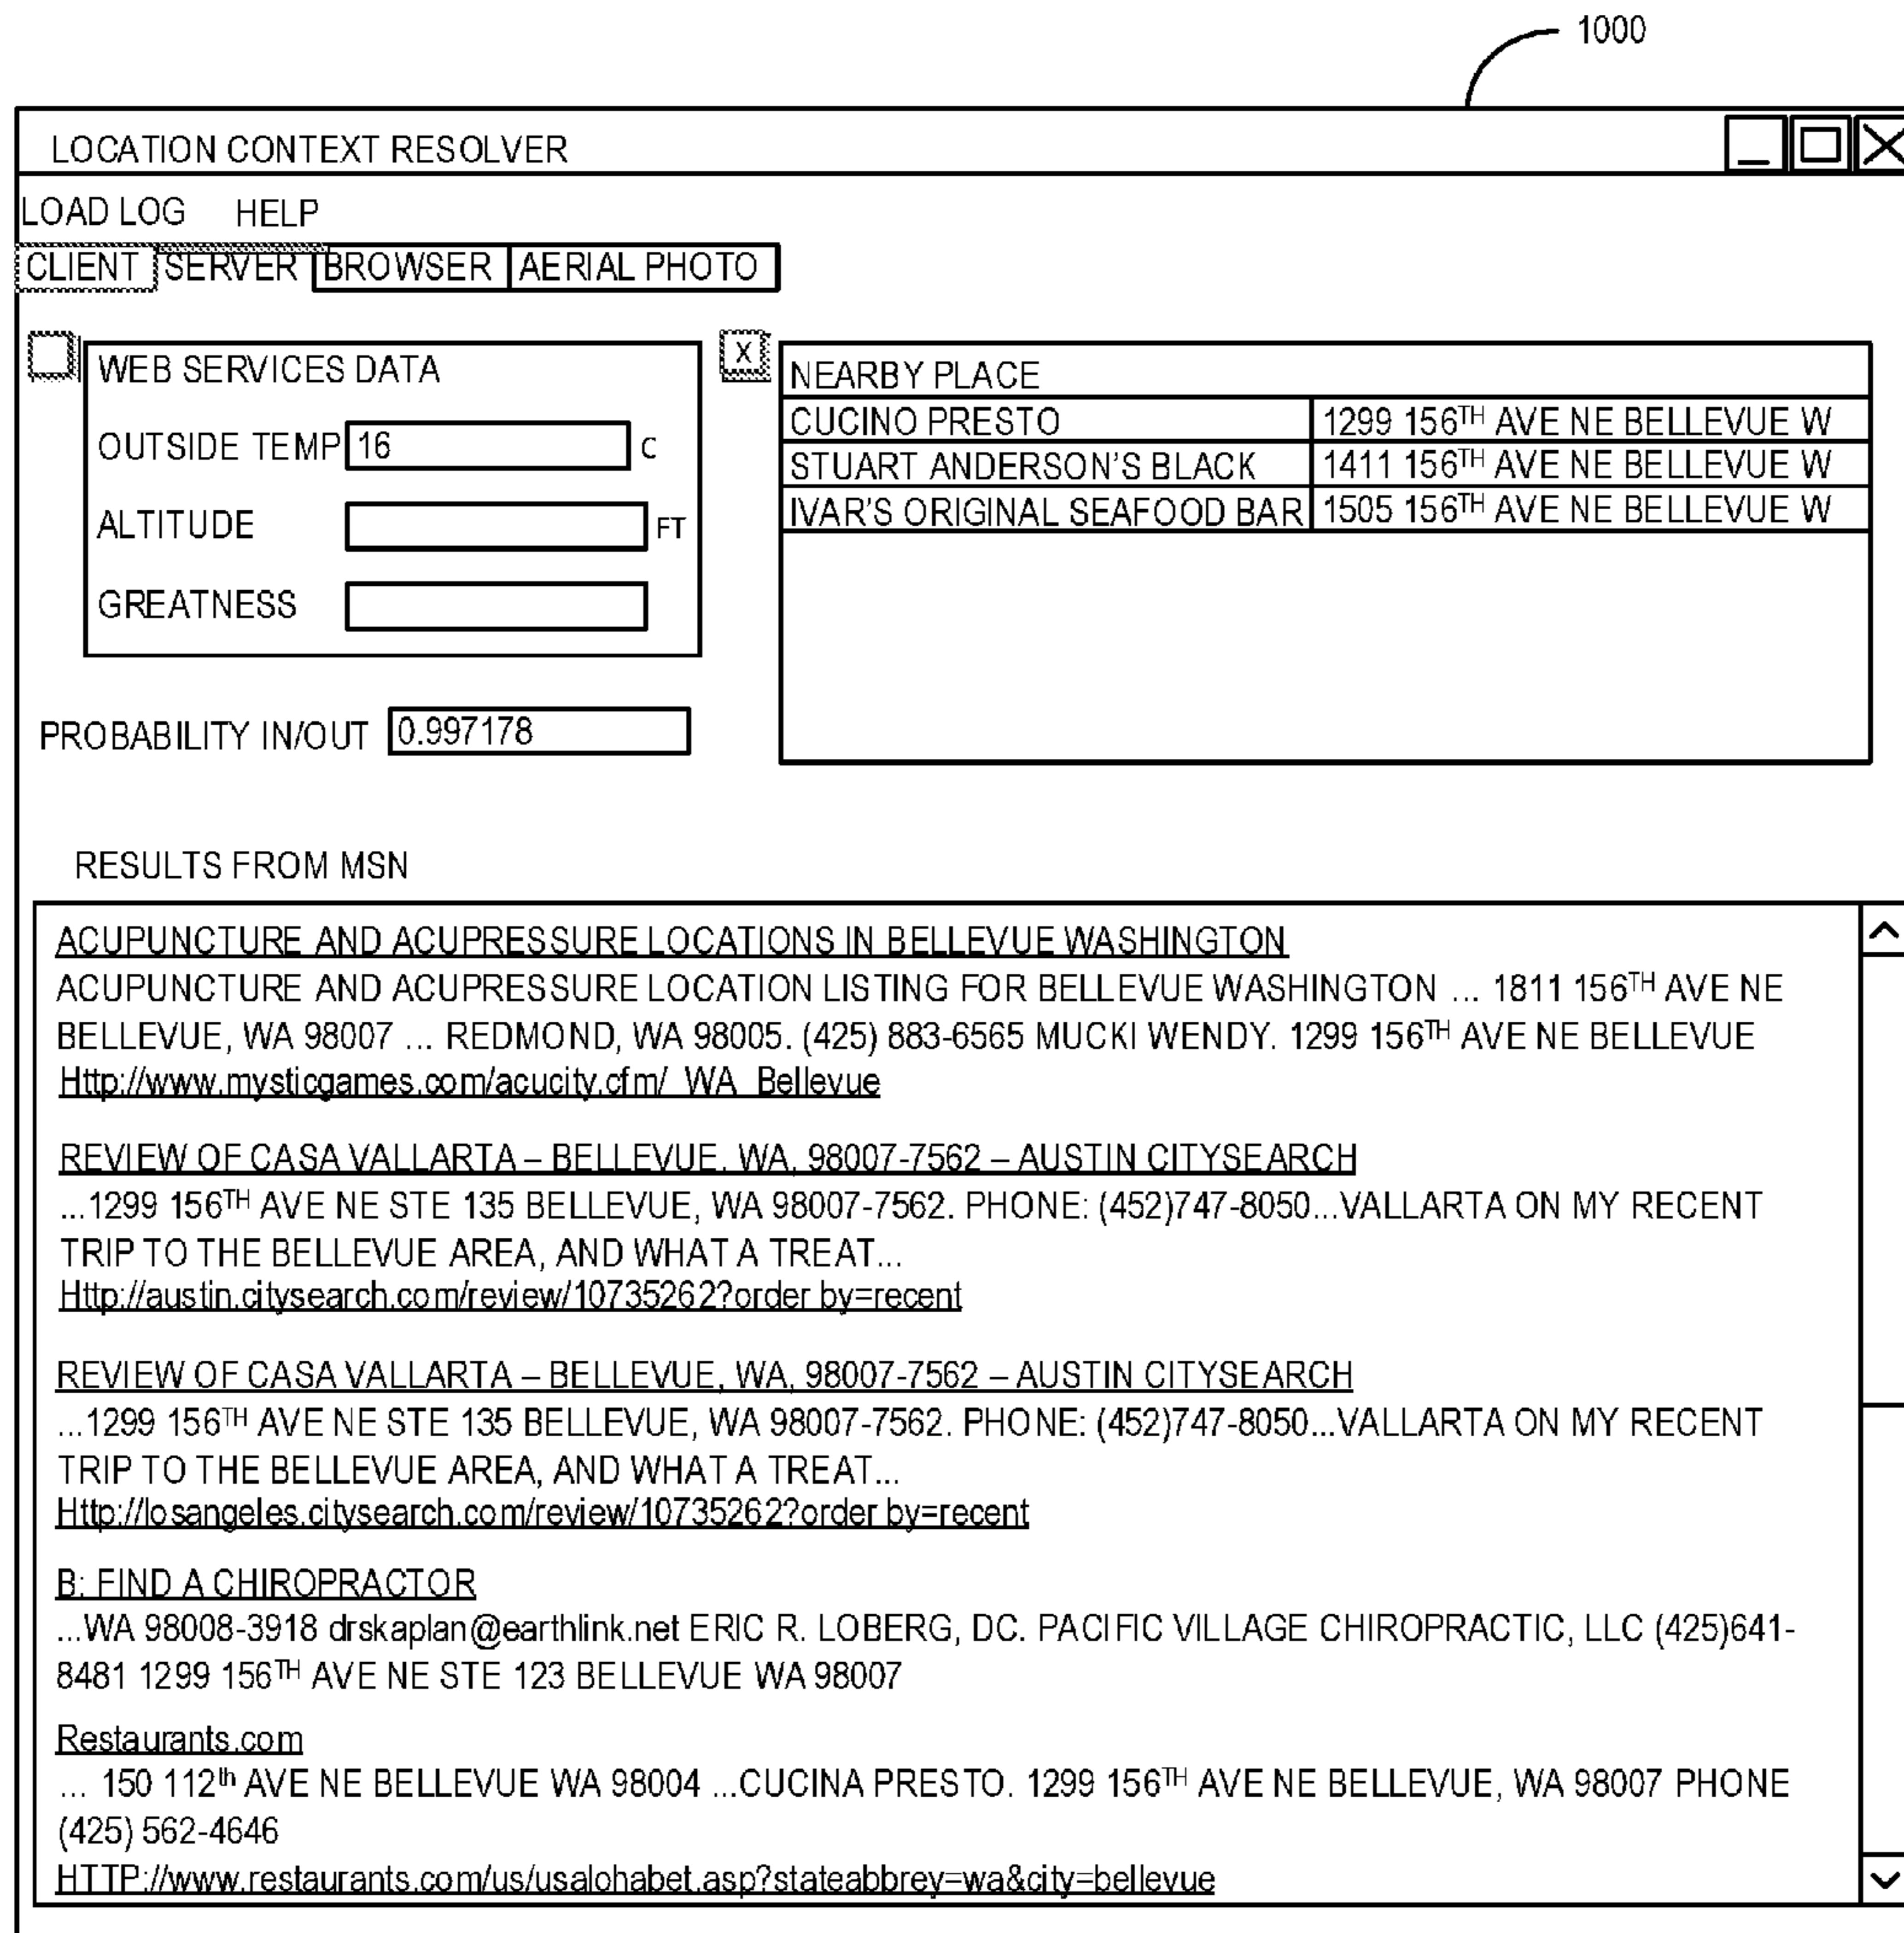 1000
LOCATION CONTEXT RESOLVER
LOAD LOG HELP
CLIENT SERVER BROWSER AERIAL PHOTO
WEB SERVICES DATA
OUTSIDE TEMP 16 C
ALTITUDE FT
GREATNESS
PROBABILITY IN/OUT 0.997178
X
NEARBY PLACE
CUCINO PRESTO 1299 156TH AVE NE BELLEVUE W
STUART ANDERSON'S BLACK 1411 156TH AVE NE BELLEVUE W
IVAR'S ORIGINAL SEAFOOD BAR 1505 156TH AVE NE BELLEVUE W
RESULTS FROM MSN
ACUPUNCTURE AND ACUPRESSURE LOCATIONS IN BELLEVUE WASHINGTON
ACUPUNCTURE AND ACUPRESSURE LOCATION LISTING FOR BELLEVUE WASHINGTON ... 1811 156TH AVE NE
BELLEVUE, WA 98007 ... REDMOND, WA 98005. (425) 883-6565 MUCKI WENDY. 1299 156TH AVE NE BELLEVUE
Http://www.mysticgames.com/acucity.cfm/_WA_Bellevue
REVIEW OF CASA VALLARTA – BELLEVUE, WA, 98007-7562 – AUSTIN CITYSEARCH
...1299 156TH AVE NE STE 135 BELLEVUE, WA 98007-7562. PHONE: (452)747-8050...VALLARTA ON MY RECENT
TRIP TO THE BELLEVUE AREA, AND WHAT A TREAT...
Http://austin.citysearch.com/review/10735262?order by=recent
REVIEW OF CASA VALLARTA – BELLEVUE, WA, 98007-7562 – AUSTIN CITYSEARCH
...1299 156TH AVE NE STE 135 BELLEVUE, WA 98007-7562. PHONE: (452)747-8050...VALLARTA ON MY RECENT
TRIP TO THE BELLEVUE AREA, AND WHAT A TREAT...
Http://losangeles.citysearch.com/review/10735262?order by=recent
B: FIND A CHIROPRACTOR
...WA 98008-3918 drskaplan@earthlink.net ERIC R. LOBERG, DC. PACIFIC VILLAGE CHIROPRACTIC, LLC (425)641-
8481 1299 156TH AVE NE STE 123 BELLEVUE WA 98007
Restaurants.com
... 150 112th AVE NE BELLEVUE WA 98004 ...CUCINA PRESTO. 1299 156TH AVE NE BELLEVUE, WA 98007 PHONE
(425) 562-4646
HTTP://www.restaurants.com/us/usalohabet.asp?stateabbrey=wa&city=bellevue